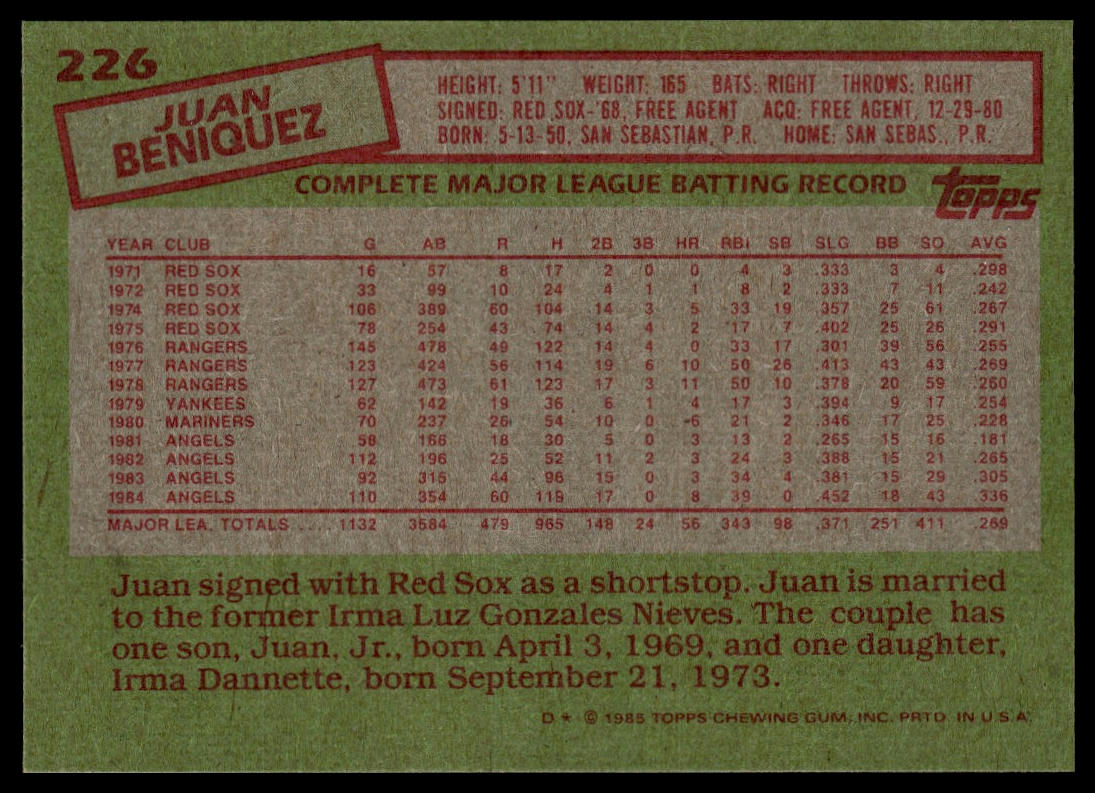 226
JUAN
BENIQUEZ
HEIGHT: 5'11" WEIGHT: 165 BATS: RIGHT THROWS: RIGHT
SIGNED: RED SOX-'68, FREE AGENT ACQ: FREE AGENT, 12-29-80
BORN: 5-13-50, SAN SEBASTIAN, P.R. HOME: SAN SEBAS., P.R.
COMPLETE MAJOR LEAGUE BATTING RECORD topps
YEAR CLUB G AB R H 2B 3B HR RBI SB SLG BB SO AVG
1971 RED SOX 16 57 8 17 2 0 0 4 3 .333 3 4 .298
1972 RED SOX 33 99 10 24 4 1 1 8 2 .333 7 11 .242
1974 RED SOX 106 389 60 104 14 3 5 33 19 .357 25 61 .267
1975 RED SOX 78 254 43 74 14 4 2 17 7 .402 25 26 .291
1976 RANGERS 145 478 49 122 14 4 0 33 17 .301 39 56 .255
1977 RANGERS 123 424 56 114 19 6 10 50 26 .413 43 43 .269
1978 RANGERS 127 473 61 123 17 3 11 50 10 .378 20 59 .260
1979 YANKEES 62 142 19 36 6 1 4 17 3 .394 9 17 .254
1980 MARINERS 70 237 26 54 10 0 6 21 2 .346 17 25 .228
1981 ANGELS 58 166 18 30 5 0 3 13 2 .265 15 16 .181
1982 ANGELS 112 196 25 52 11 2 3 24 3 .388 15 21 .265
1983 ANGELS 92 315 44 96 15 0 3 34 4 .381 15 29 .305
1984 ANGELS 110 354 60 119 17 0 8 39 0 .452 18 43 .336
MAJOR LEA. TOTALS .... 1132 3584 479 965 148 24 56 343 98 .371 251 411 .269
Juan signed with Red Sox as a shortstop. Juan is married
to the former Irma Luz Gonzales Nieves. The couple has
one son, Juan, Jr., born April 3, 1969, and one daughter,
Irma Dannette, born September 21, 1973.
D* © 1985 TOPPS CHEWING GUM, INC. PRTD. IN U.S.A.